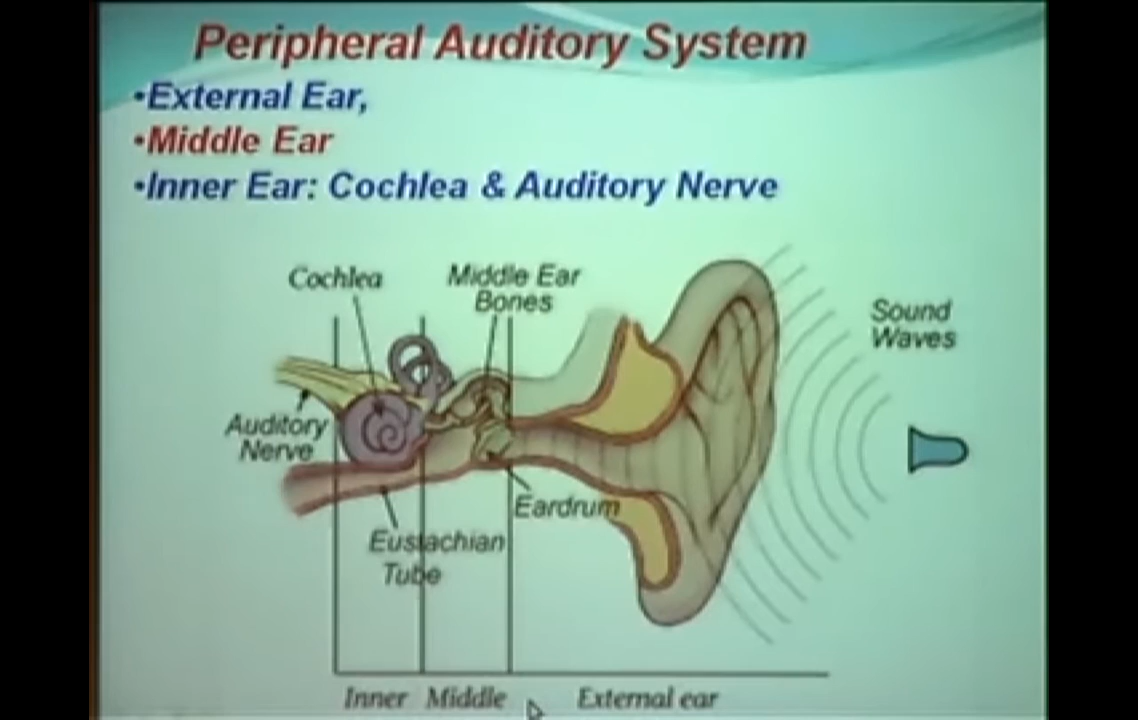 Peripheral Auditory System
•External Ear,
•Middle Ear
•Inner Ear: Cochlea & Auditory Nerve
Cochlea
Middle Ear
Bones
Sound
Waves
Auditory
Nerve
Eardrum
Eustachian
Tube
Inner
Middle
External ear